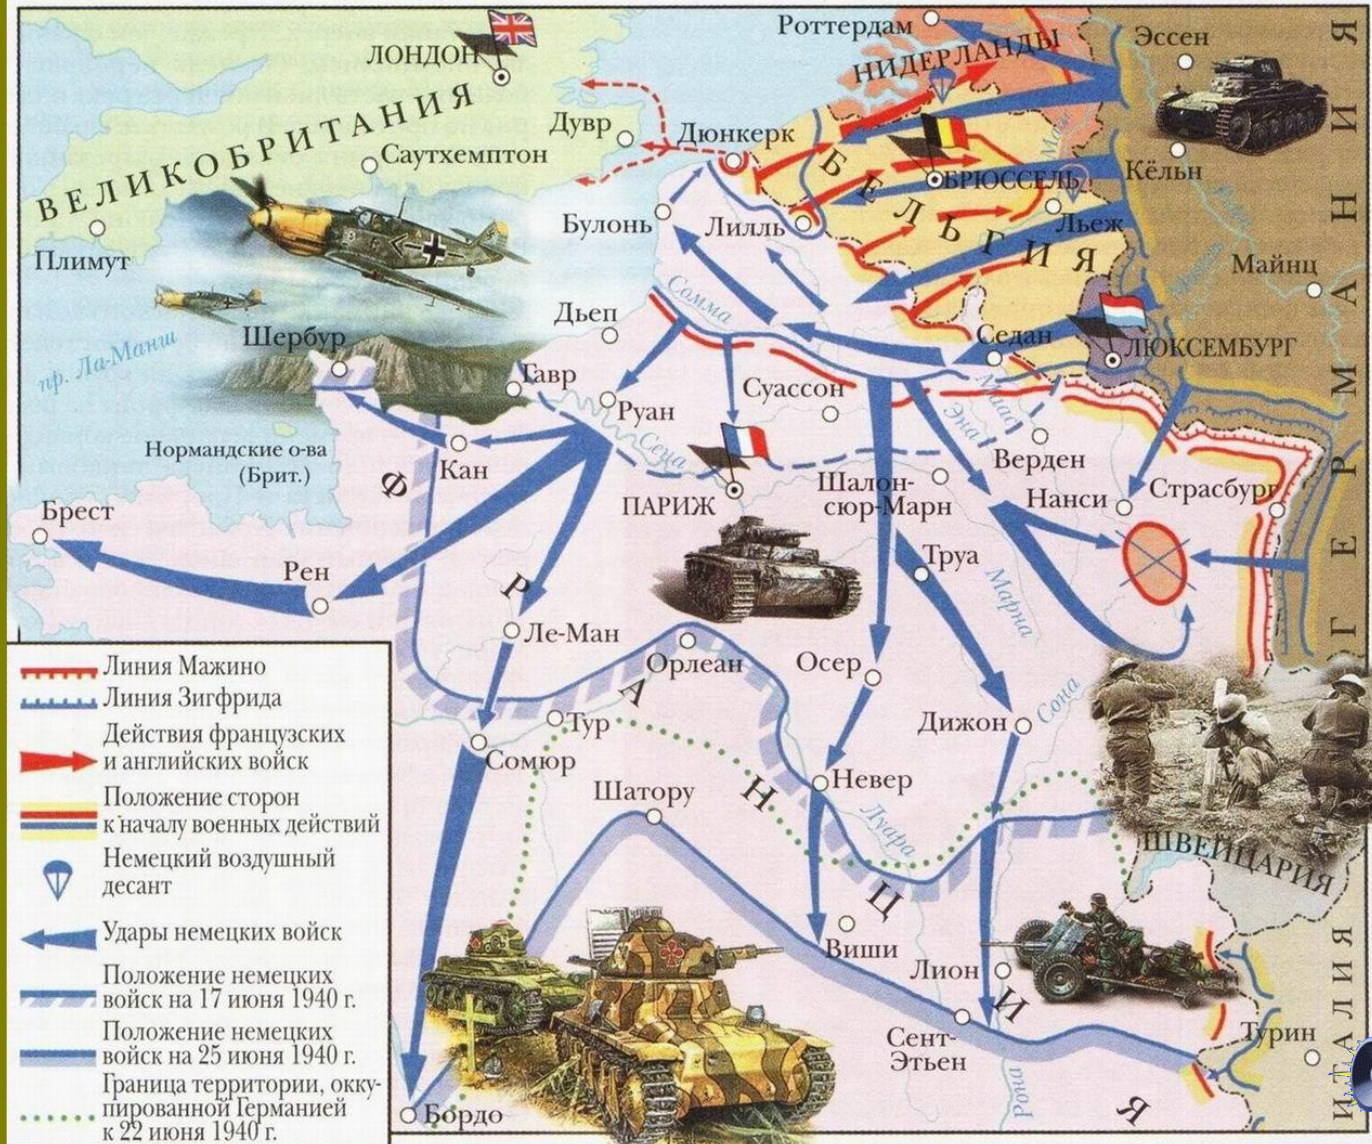 Роттердам
Эссен
ЛОНДОН
НИДЕРЛАНДЫ
ВЕЛИКОБРИТАНИЯ
Дувр
Дюнкерк
Маас
Саутхемптон
БЕЛЬГИЯ
Кёльн
БРЮССЕЛЬ
Плимут
Булонь
Лилль
Льеж
Майнц
ГЕРМАНИЯ
Сомма
Дьеп
Шербур
Седан
ЛЮКСЕМБУРГ
пр. Ла-Манш
Гавр
Суассон
Маас
Эна
Руан
Сена
Нормандские о-ва
(Брит.)
Кан
Верден
ПАРИЖ
Шалон-
сюр-Марн
Нанси
Страсбург
Брест
Рен
Труа
Марна
ФРАНЦИЯ
Ле-Ман
Орлеан
Осер
Сона
Дижон
Тур
Сомюр
Невер
Шатору
Луара
ШВЕЙЦАРИЯ
Виши
Лион
Сент-
Этьен
Турин
ИТАЛИЯ
Рона
Бордо
Линия Мажино
Линия Зигфрида
Действия французских
и английских войск
Положение сторон
к началу военных действий
Немецкий воздушный
десант
Удары немецких войск
Положение немецких
войск на 17 июня 1940 г.
Положение немецких
войск на 25 июня 1940 г.
Граница территории, окку-
пированной Германией
к 22 июня 1940 г.